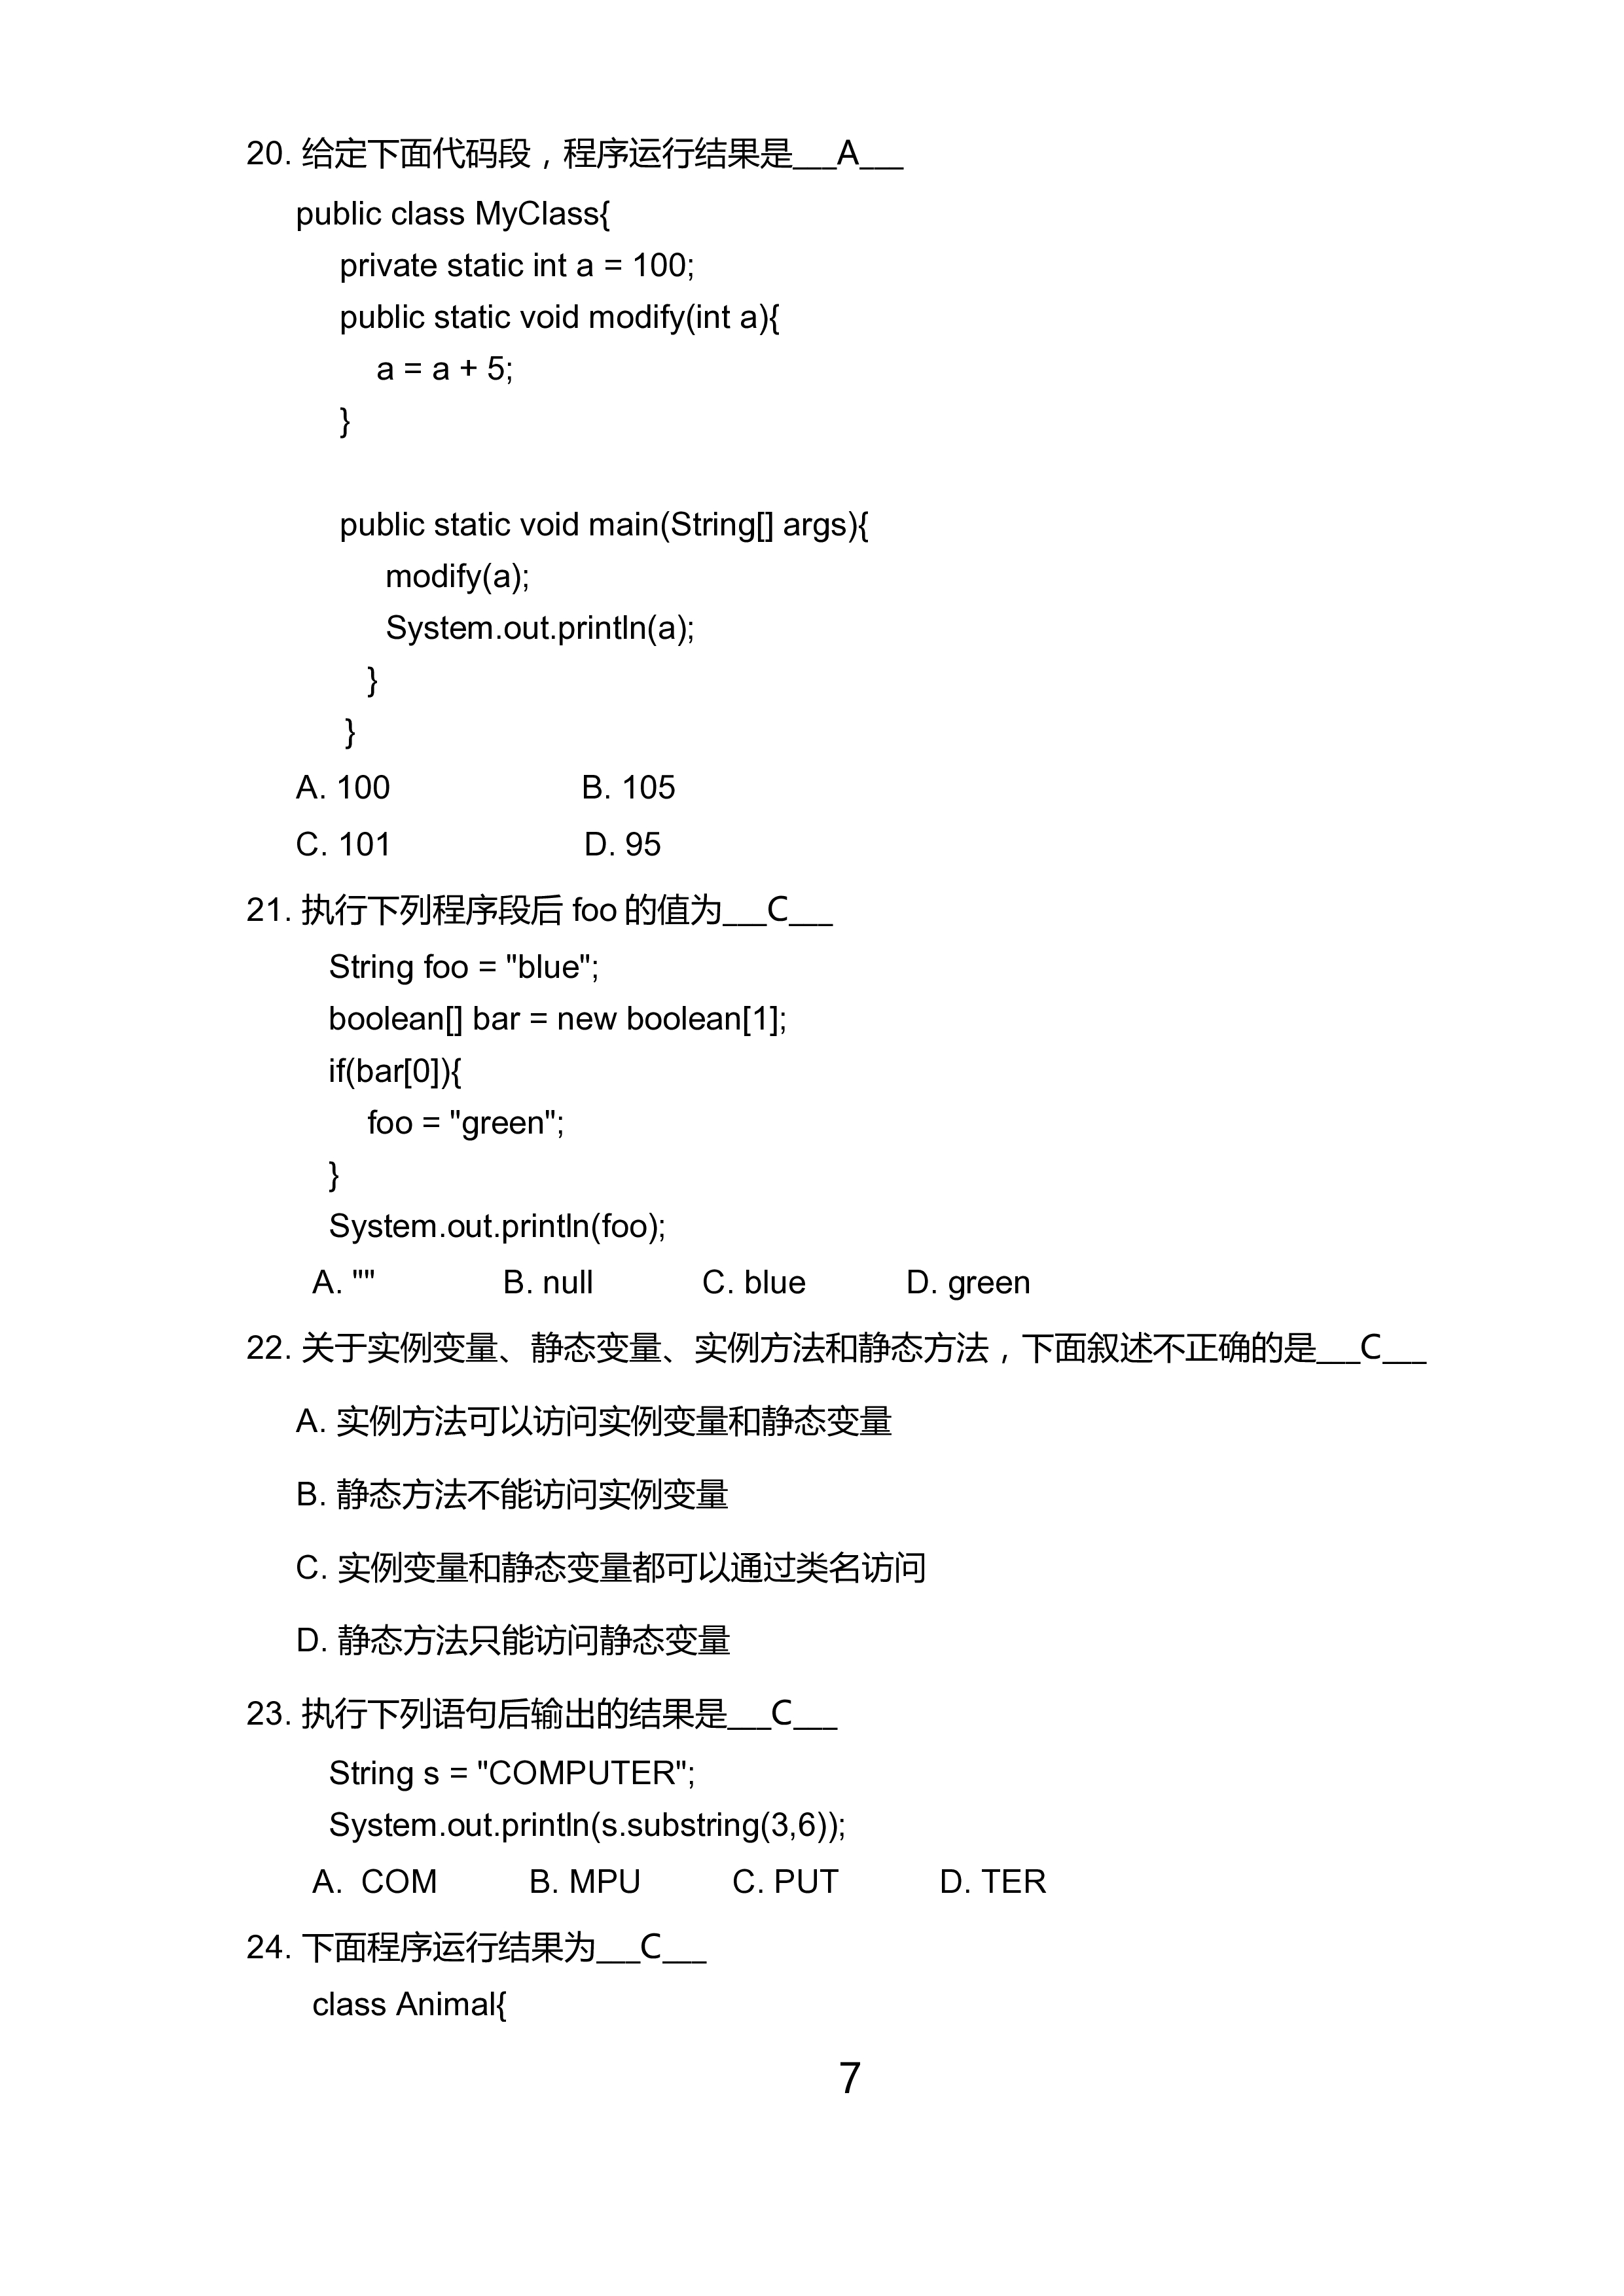 20. 给定下面代码段，程序运行结果是___A___
public class MyClass{
private static int a = 100;
public static void modify(int a){
a = a + 5;
}
public static void main(String[] args){
modify(a);
System.out.println(a);
}
}
A. 100 B. 105
C. 101 D. 95
21. 执行下列程序段后 foo 的值为___C___
String foo = "blue";
boolean[] bar = new boolean[1];
if(bar[0]){
foo = "green";
}
System.out.println(foo);
A. "" B. null C. blue D. green
22. 关于实例变量、静态变量、实例方法和静态方法，下面叙述不正确的是___C___
A. 实例方法可以访问实例变量和静态变量
B. 静态方法不能访问实例变量
C. 实例变量和静态变量都可以通过类名访问
D. 静态方法只能访问静态变量
23. 执行下列语句后输出的结果是___C___
String s = "COMPUTER";
System.out.println(s.substring(3,6));
A. COM B. MPU C. PUT D. TER
24. 下面程序运行结果为___C___
class Animal{
7